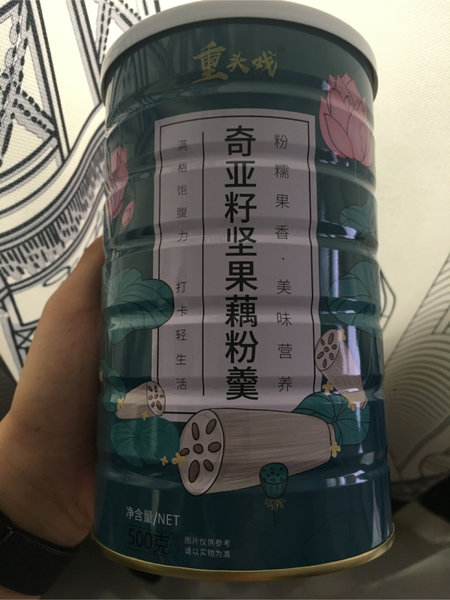 重头戏
粉糯果香·美味营养
奇亚籽坚果藕粉羹
满格饱腹力 打卡轻生活
净含量/NET
500克
图片仅供参考
请以实物为准